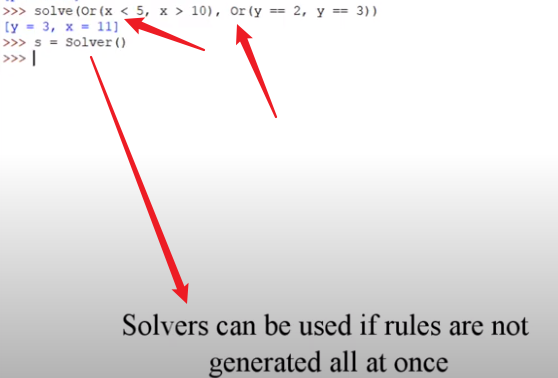 >>> solve(Or(x < 5, x > 10), Or(y == 2, y == 3))
[y = 3, x = 11]
>>> s = Solver()
>>>
Solvers can be used if rules are not
generated all at once